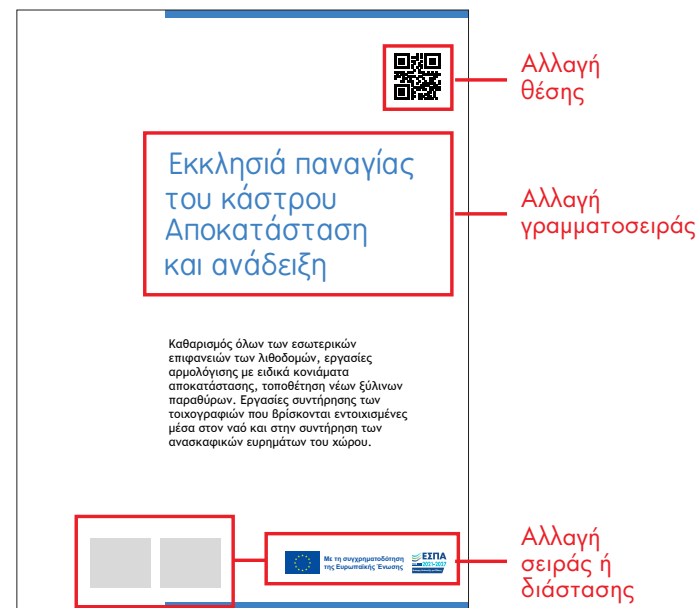 Αλλαγή
θέσης
Εκκλησιά παναγίας
του κάστρου
Αποκατάσταση
και ανάδειξη
Αλλαγή
γραμματοσειράς
Καθαρισμός όλων των εσωτερικών
επιφανειών των λιθοδομών, εργασίες
αρμολόγισης με ειδικά κονιάματα
αποκατάστασης, τοποθέτηση νέων ξύλινων
παραθύρων. Εργασίες συντήρησης των
τοιχογραφιών που βρίσκονται εντοιχισμένες
μέσα στον ναό και στην συντήρηση των
ανασκαφικών ευρημάτων του χώρου.
Με τη συγχρηματοδότηση
της Ευρωπαϊκής Ένωσης
ΕΣΠΑ
2021-2027
Αλλαγή
σειράς ή
διάστασης